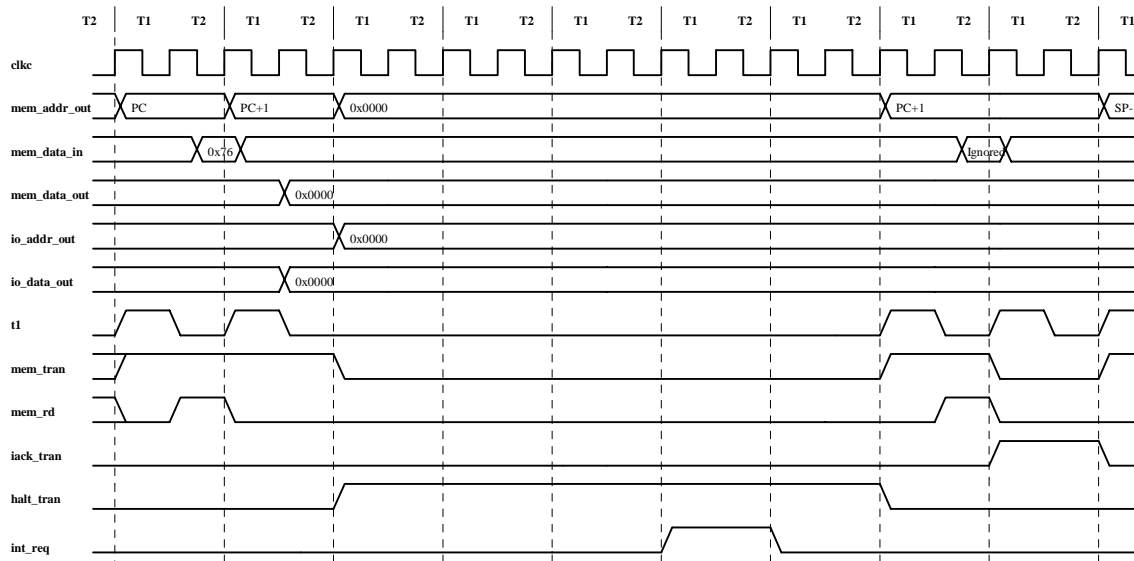 T2 T1 T2 T1 T2 T1 T2 T1 T2 T1 T2 T1 T2 T1 T2 T1 T2 T1 T2 T1
clkc
mem_addr_out PC PC+1 0x0000 PC+1 SP-
mem_data_in 0x76 Ignored
mem_data_out 0x0000
io_addr_out 0x0000
io_data_out 0x0000
t1
mem_tran
mem_rd
iack_tran
halt_tran
int_req